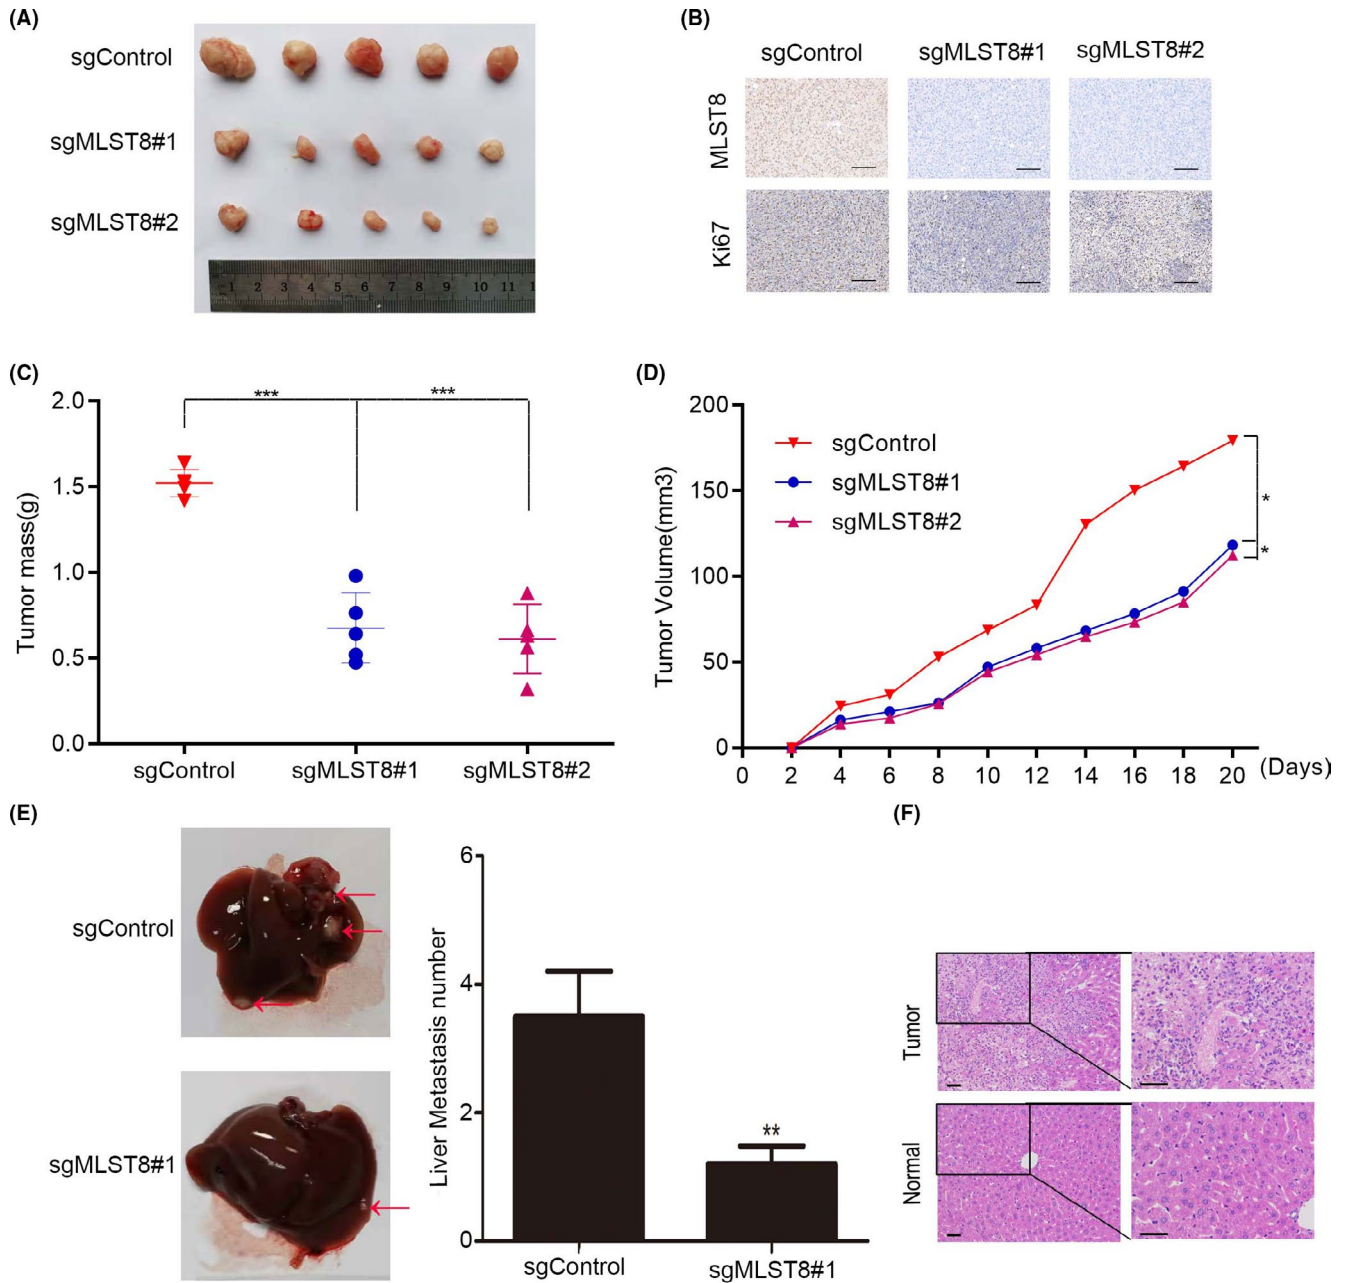 (A)
sgControl
sgMLST8#1
sgMLST8#2
1 2 3 4 5 6 7 8 9 10 11 1
(B)
sgControl sgMLST8#1 sgMLST8#2
MLST8
Ki67
(C)
*** ***
2.0
1.5
1.0
0.5
0.0
Tumor mass(g)
sgControl sgMLST8#1 sgMLST8#2
(D)
200
150
100
50
0
Tumor Volume(mm3)
sgControl
sgMLST8#1
sgMLST8#2
*
*
0 2 4 6 8 10 12 14 16 18 20 (Days)
(E)
sgControl
sgMLST8#1
6
4
2
0
Liver Metastasis number
**
sgControl sgMLST8#1
(F)
Tumor
Normal